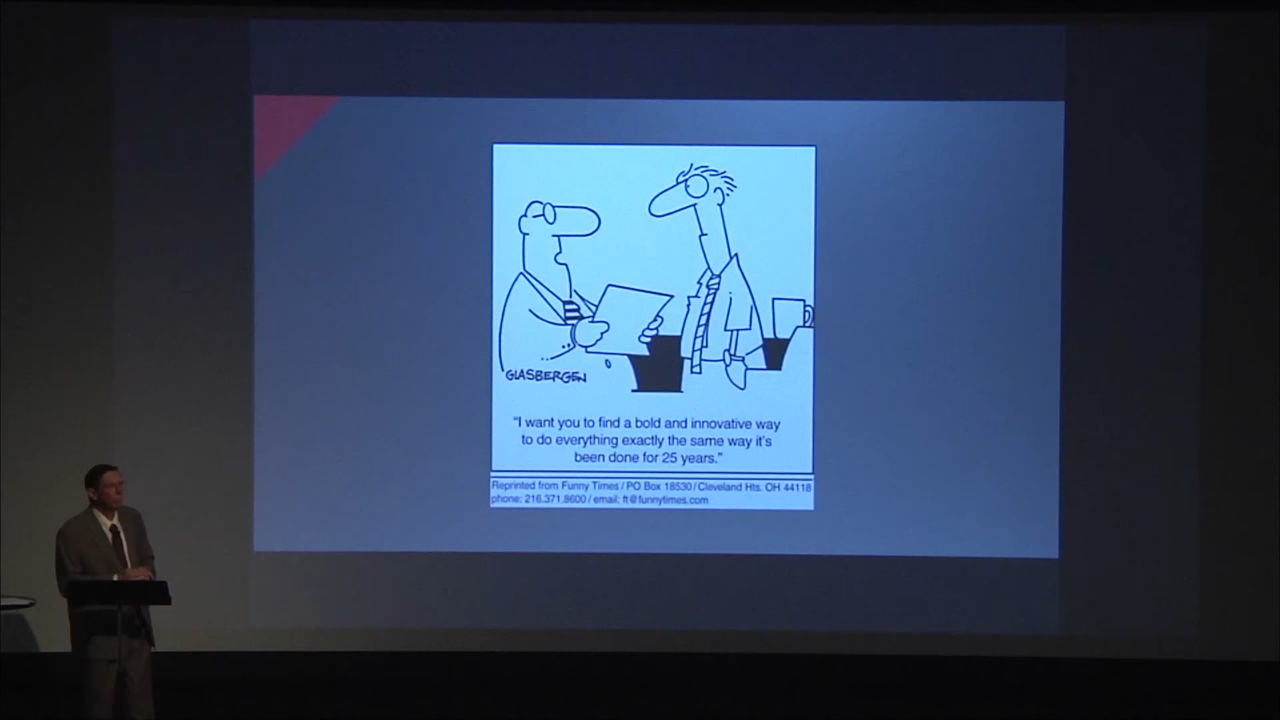 GLASBERGEN
"I want you to find a bold and innovative way
to do everything exactly the same way it's
been done for 25 years."
Reprinted from Funny Times / PO Box 18530 / Cleveland Hts. OH 44118
phone: 216.371.8600 / email: ft@funnytimes.com